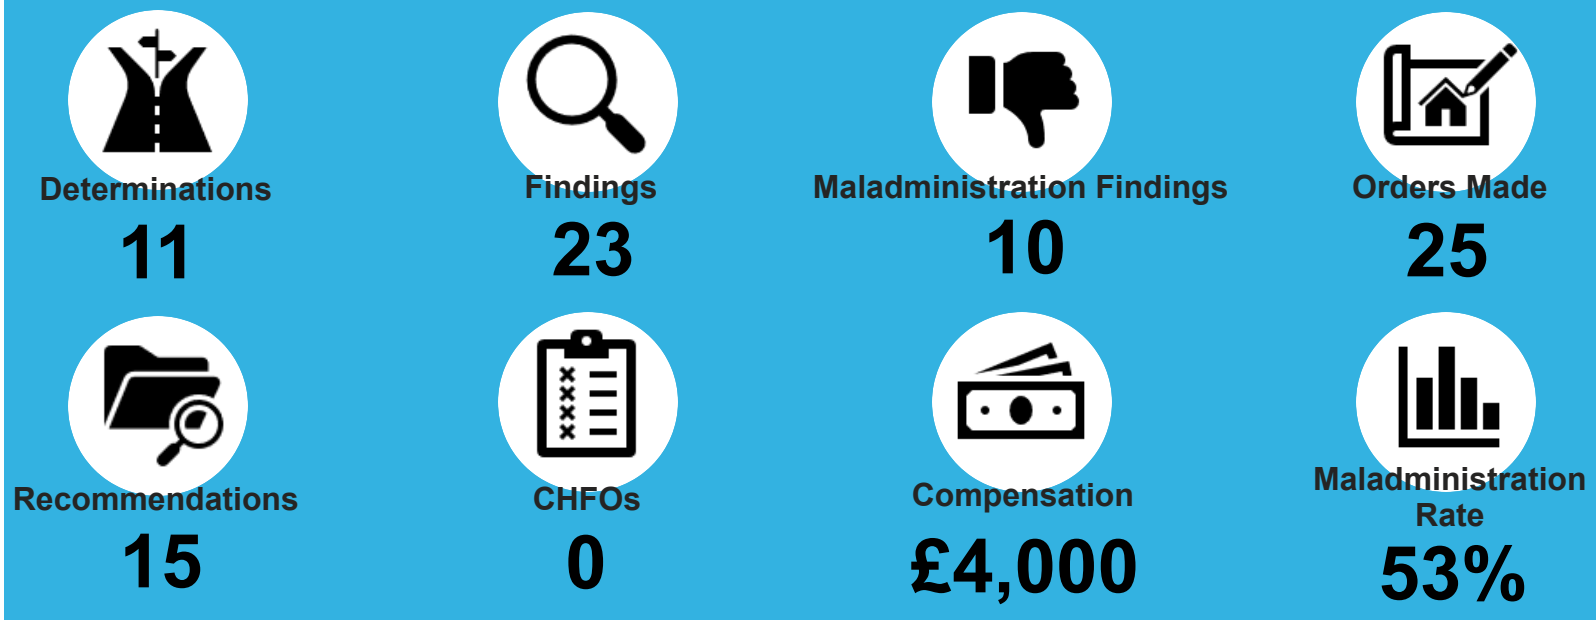 Determinations
11
Findings
23
Maladministration Findings
10
Orders Made
25
Recommendations
15
CHFOs
0
Compensation
£4,000
Maladministration
Rate
53%